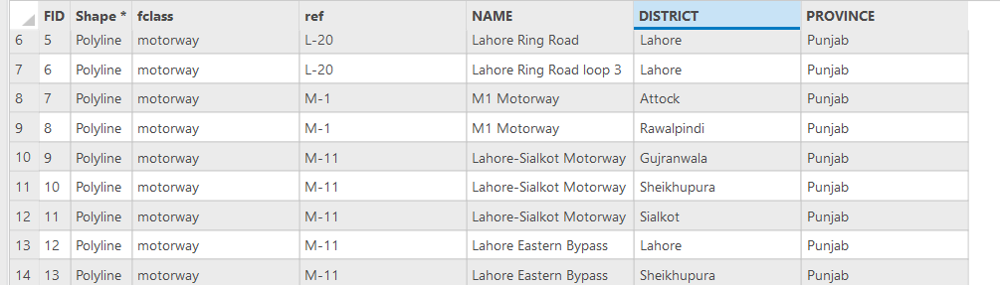 FID Shape * fclass ref NAME DISTRICT PROVINCE
6 5 Polyline motorway L-20 Lahore Ring Road Lahore Punjab
7 6 Polyline motorway L-20 Lahore Ring Road loop 3 Lahore Punjab
8 7 Polyline motorway M-1 M1 Motorway Attock Punjab
9 8 Polyline motorway M-1 M1 Motorway Rawalpindi Punjab
10 9 Polyline motorway M-11 Lahore-Sialkot Motorway Gujranwala Punjab
11 10 Polyline motorway M-11 Lahore-Sialkot Motorway Sheikhupura Punjab
12 11 Polyline motorway M-11 Lahore-Sialkot Motorway Sialkot Punjab
13 12 Polyline motorway M-11 Lahore Eastern Bypass Lahore Punjab
14 13 Polyline motorway M-11 Lahore Eastern Bypass Sheikhupura Punjab